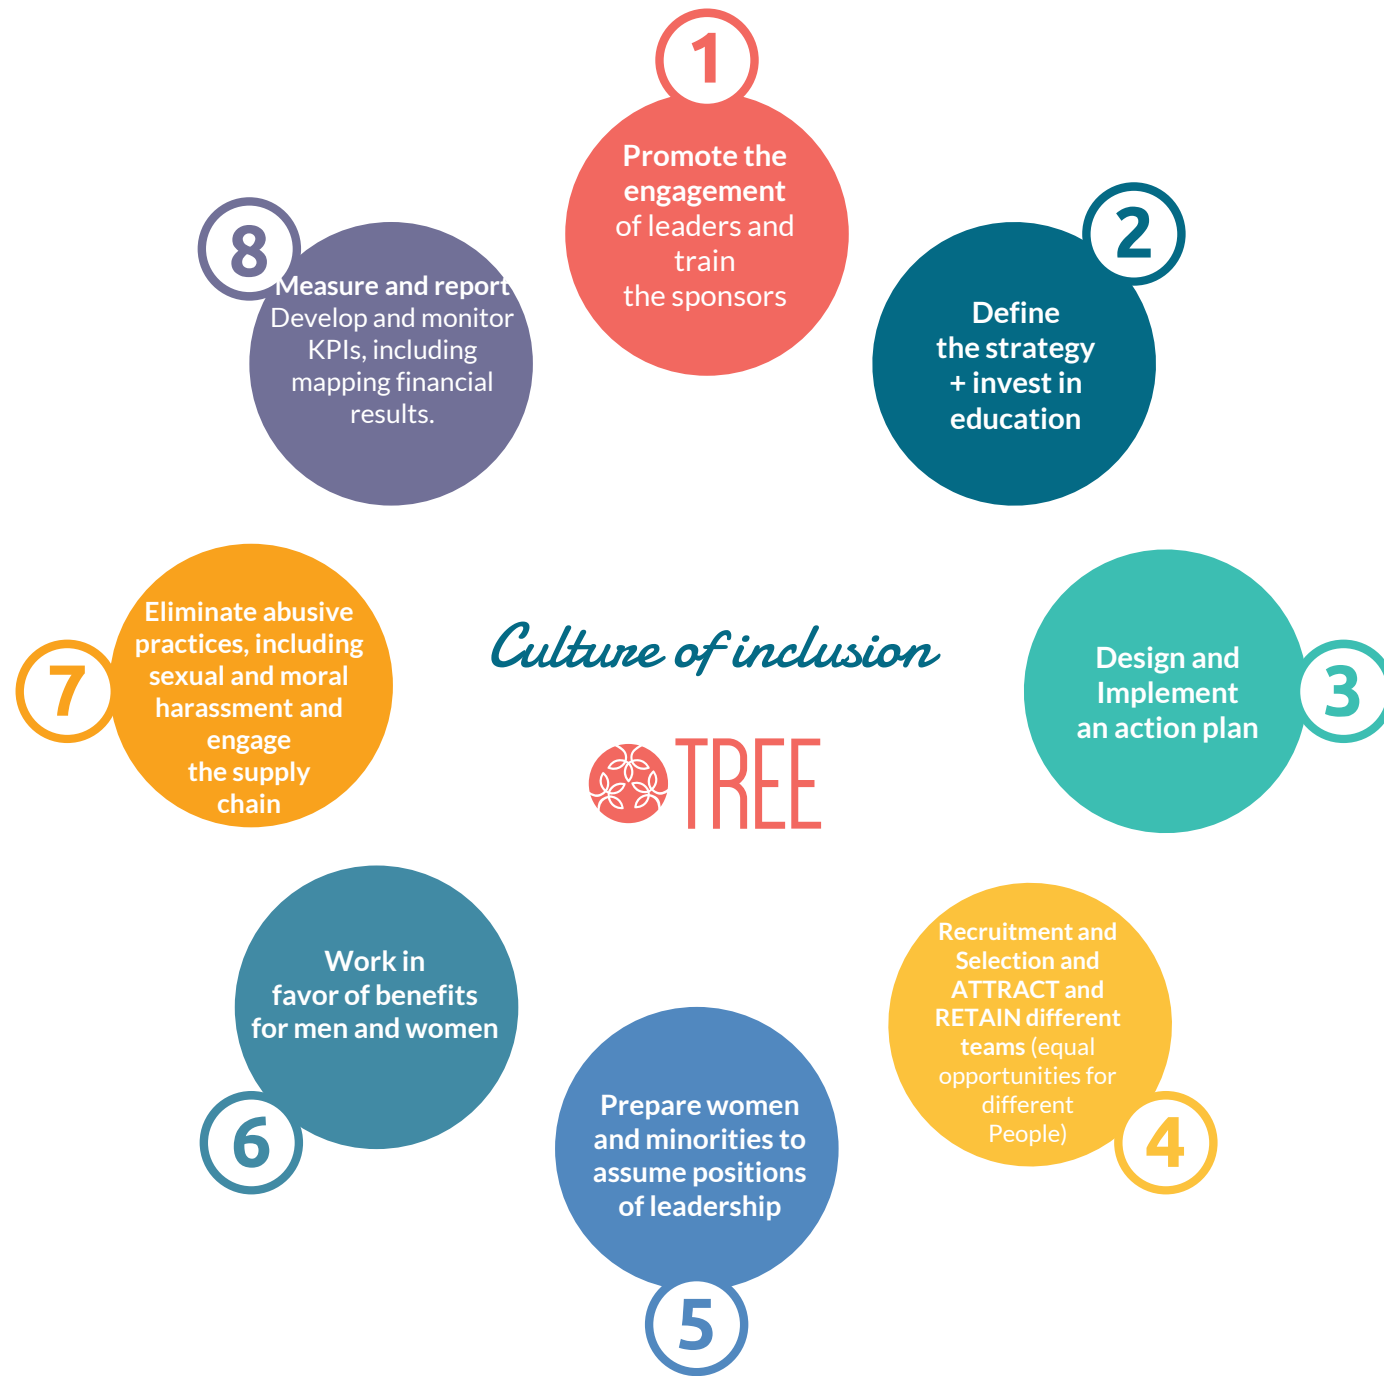 1
Promote the
engagement
of leaders and
train
the sponsors
2
Define
the strategy
+ invest in
education
3
Design and
Implement
an action plan
4
Recruitment and
Selection and
ATTRACT and
RETAIN different
teams (equal
opportunities for
different
People)
5
Prepare women
and minorities to
assume positions
of leadership
6
Work in
favor of benefits
for men and women
7
Eliminate abusive
practices, including
sexual and moral
harassment and
engage
the supply
chain
8
Measure and report
Develop and monitor
KPIs, including
mapping financial
results.
Culture of inclusion
TREE